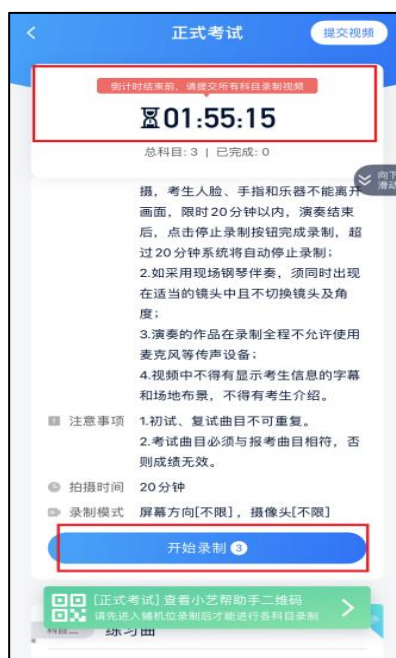 正式考试
提交视频
倒计时结束前，请提交所有科目录制视频
01:55:15
总科目: 3 | 已完成: 0
向下
滑动
摄，考生人脸、手指和乐器不能离开
画面，限时20分钟以内，演奏结束
后，点击停止录制按钮完成录制，超
过20分钟系统将自动停止录制；
2.如采用现场钢琴伴奏，须同时出现
在适当的镜头中且不切换镜头及角
度；
3.演奏的作品在录制全程不允许使用
麦克风等传声设备；
4.视频中不得有显示考生信息的字幕
和场地布景，不得有考生介绍。
注意事项 1.初试、复试曲目不可重复。
2.考试曲目必须与报考曲目相符，否
则成绩无效。
拍摄时间 20分钟
录制模式 屏幕方向[不限]，摄像头[不限]
开始录制 3
[正式考试] 查看小艺帮助手二维码
请先进入辅机位录制后才能进行各科目录制
科目二 练习曲